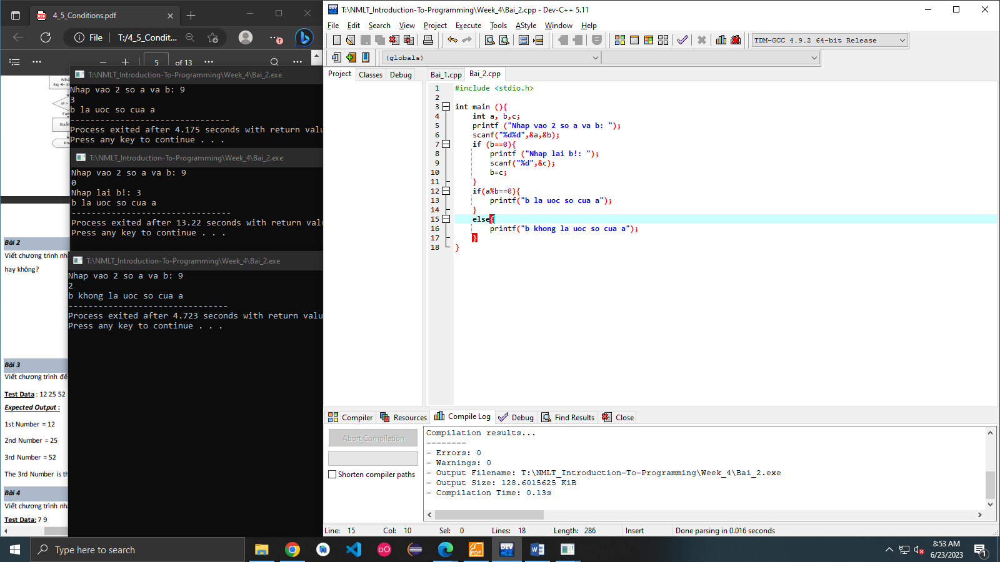 4_5_Conditions.pdf
File
T:/4_5_Condit...
5
of 13
Nhậ
kq ←
Fal
Xuất
En
Bài 2
Viết chương trình nhậ
hay không?
Bài 3
Viết chương trình để
Test Data : 12 25 52
Expected Output :
1st Number = 12
2nd Number = 25
3rd Number = 52
The 3rd Number is th
Bài 4
Viết chương trình nhậ
Test Data: 7 9
T:\NMLT_Introduction-To-Programming\Week_4\Bai_2.exe
Nhap vao 2 so a va b: 9
3
b la uoc so cua a
--------------------------------
Process exited after 4.175 seconds with return valu
Press any key to continue . . .
T:\NMLT_Introduction-To-Programming\Week_4\Bai_2.exe
Nhap vao 2 so a va b: 9
0
Nhap lai b!: 3
b la uoc so cua a
--------------------------------
Process exited after 13.22 seconds with return valu
Press any key to continue . . .
T:\NMLT_Introduction-To-Programming\Week_4\Bai_2.exe
Nhap vao 2 so a va b: 9
2
b khong la uoc so cua a
--------------------------------
Process exited after 4.723 seconds with return valu
Press any key to continue . . .
T:\NMLT_Introduction-To-Programming\Week_4\Bai_2.cpp - Dev-C++ 5.11
File Edit Search View Project Execute Tools AStyle Window Help
TDM-GCC 4.9.2 64-bit Release
(globals)
Project Classes Debug
Bai_1.cpp Bai_2.cpp
1 #include <stdio.h>
2
3 int main (){
4 int a, b,c;
5 printf ("Nhap vao 2 so a va b: ");
6 scanf("%d%d",&a,&b);
7 if (b==0){
8 printf ("Nhap lai b!: ");
9 scanf("%d",&c);
10 b=c;
11 }
12 if(a%b==0){
13 printf("b la uoc so cua a");
14 }
15 else{
16 printf("b khong la uoc so cua a");
17 }
18 }
Compiler Resources Compile Log Debug Find Results Close
Abort Compilation
Shorten compiler paths
Compilation results...
--------
- Errors: 0
- Warnings: 0
- Output Filename: T:\NMLT_Introduction-To-Programming\Week_4\Bai_2.exe
- Output Size: 128.6015625 KiB
- Compilation Time: 0.13s
Line: 15 Col: 10 Sel: 0 Lines: 18 Length: 286 Insert Done parsing in 0.016 seconds
Type here to search
8:53 AM
6/23/2023
1